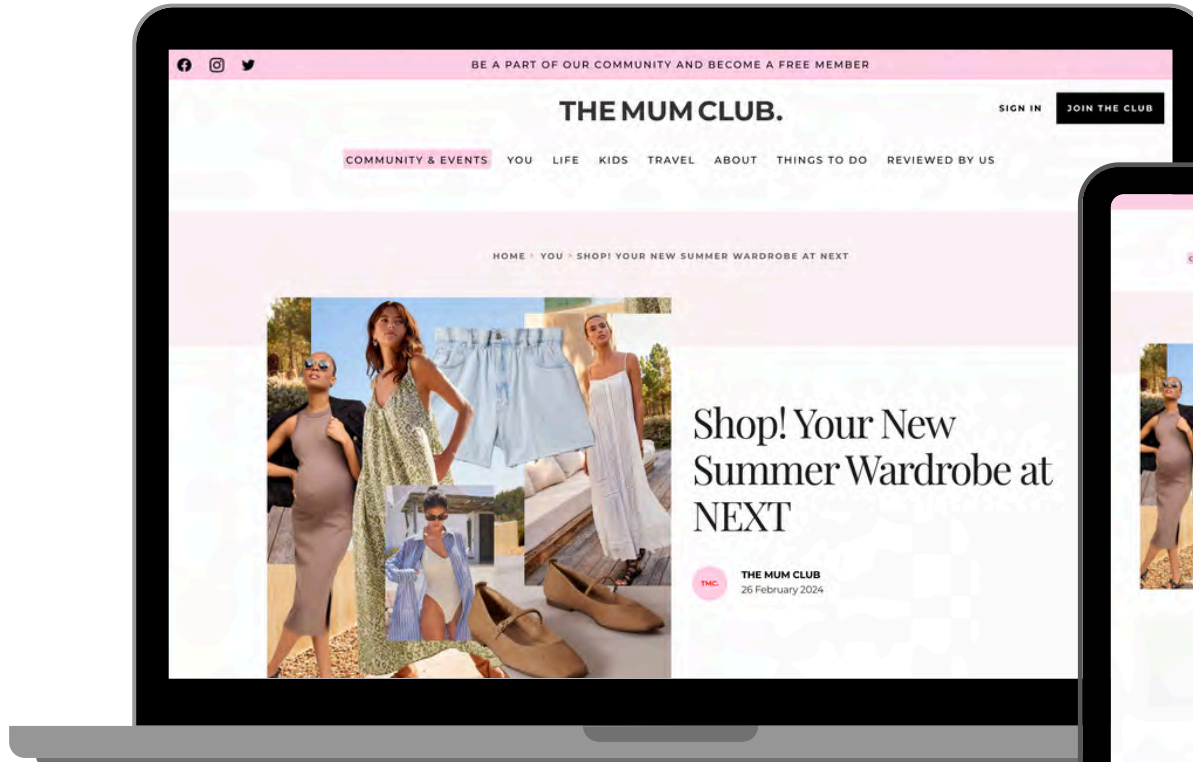 BE A PART OF OUR COMMUNITY AND BECOME A FREE MEMBER
THE MUM CLUB.
SIGN IN
JOIN THE CLUB
COMMUNITY & EVENTS YOU LIFE KIDS TRAVEL ABOUT THINGS TO DO REVIEWED BY US
HOME > YOU > SHOP! YOUR NEW SUMMER WARDROBE AT NEXT
Shop! Your New
Summer Wardrobe at
NEXT
TMC.
THE MUM CLUB
26 February 2024